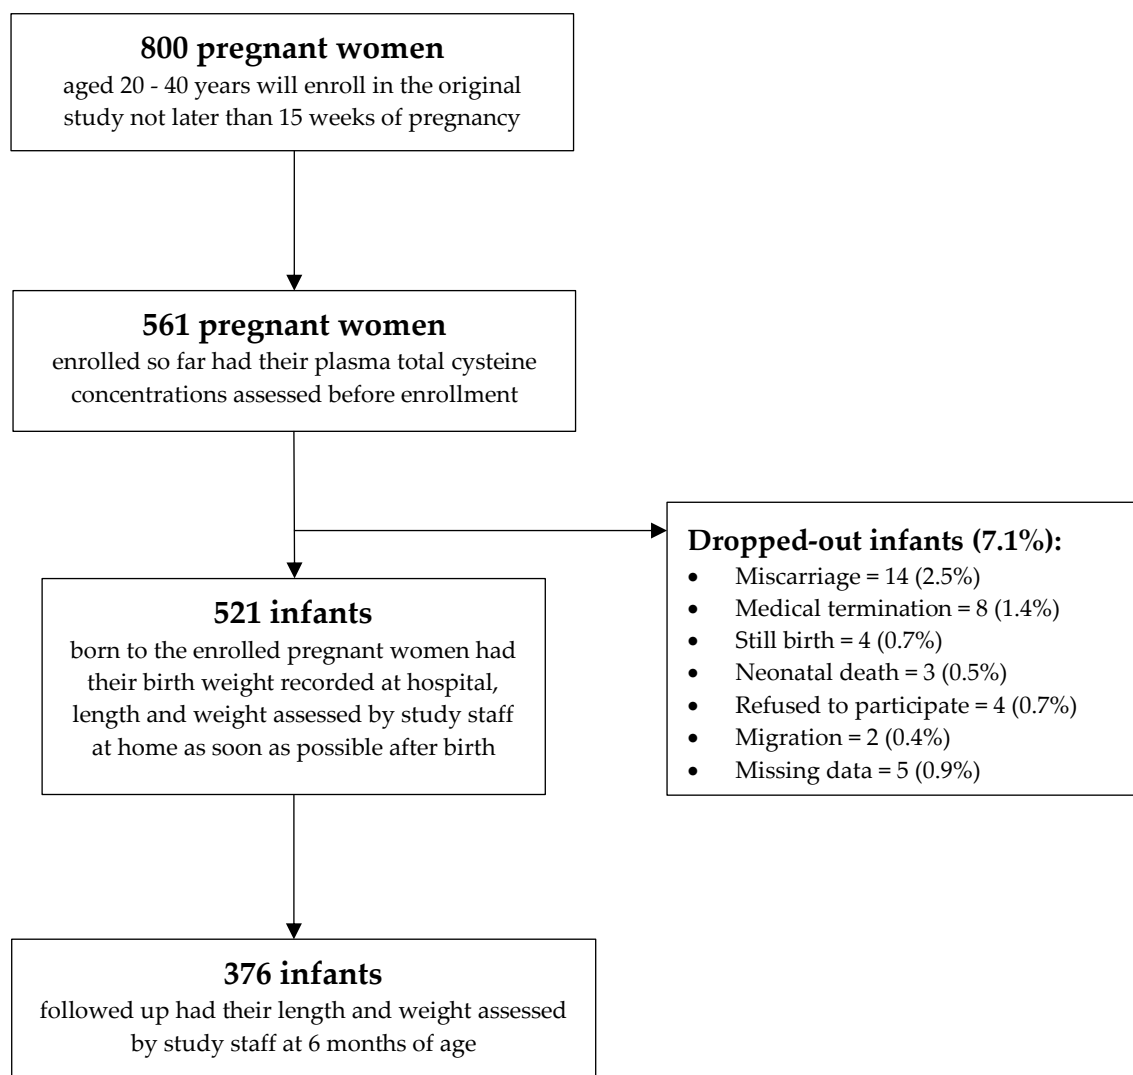 800 pregnant women
aged 20 - 40 years will enroll in the original
study not later than 15 weeks of pregnancy
561 pregnant women
enrolled so far had their plasma total cysteine
concentrations assessed before enrollment
Dropped-out infants (7.1%):
• Miscarriage = 14 (2.5%)
• Medical termination = 8 (1.4%)
• Still birth = 4 (0.7%)
• Neonatal death = 3 (0.5%)
• Refused to participate = 4 (0.7%)
• Migration = 2 (0.4%)
• Missing data = 5 (0.9%)
521 infants
born to the enrolled pregnant women had
their birth weight recorded at hospital,
length and weight assessed by study staff
at home as soon as possible after birth
376 infants
followed up had their length and weight assessed
by study staff at 6 months of age